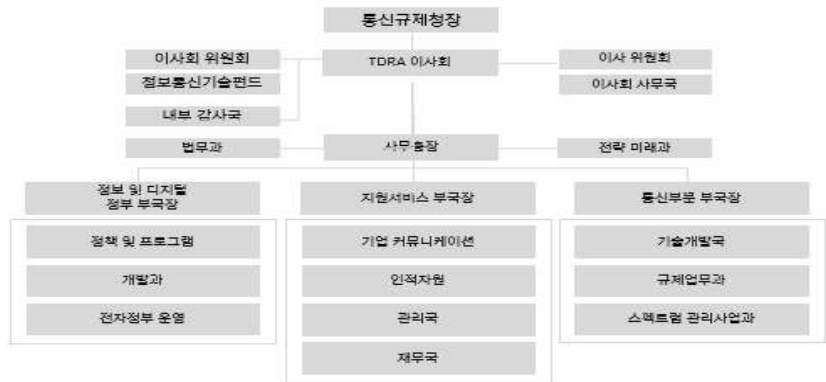 통신규제청장
이사회 위원회
TDRA 이사회
이사 위원회
정보통신기술펀드
이사회 사무국
내부 감사국
법무과
사무총장
전략 미래과
정보 및 디지털
정부 부국장
지원서비스 부국장
통신부문 부국장
정책 및 프로그램
기업 커뮤니케이션
기술개발국
개발과
인적자원
규제업무과
전자정부 운영
관리국
스펙트럼 관리사업과
재무국